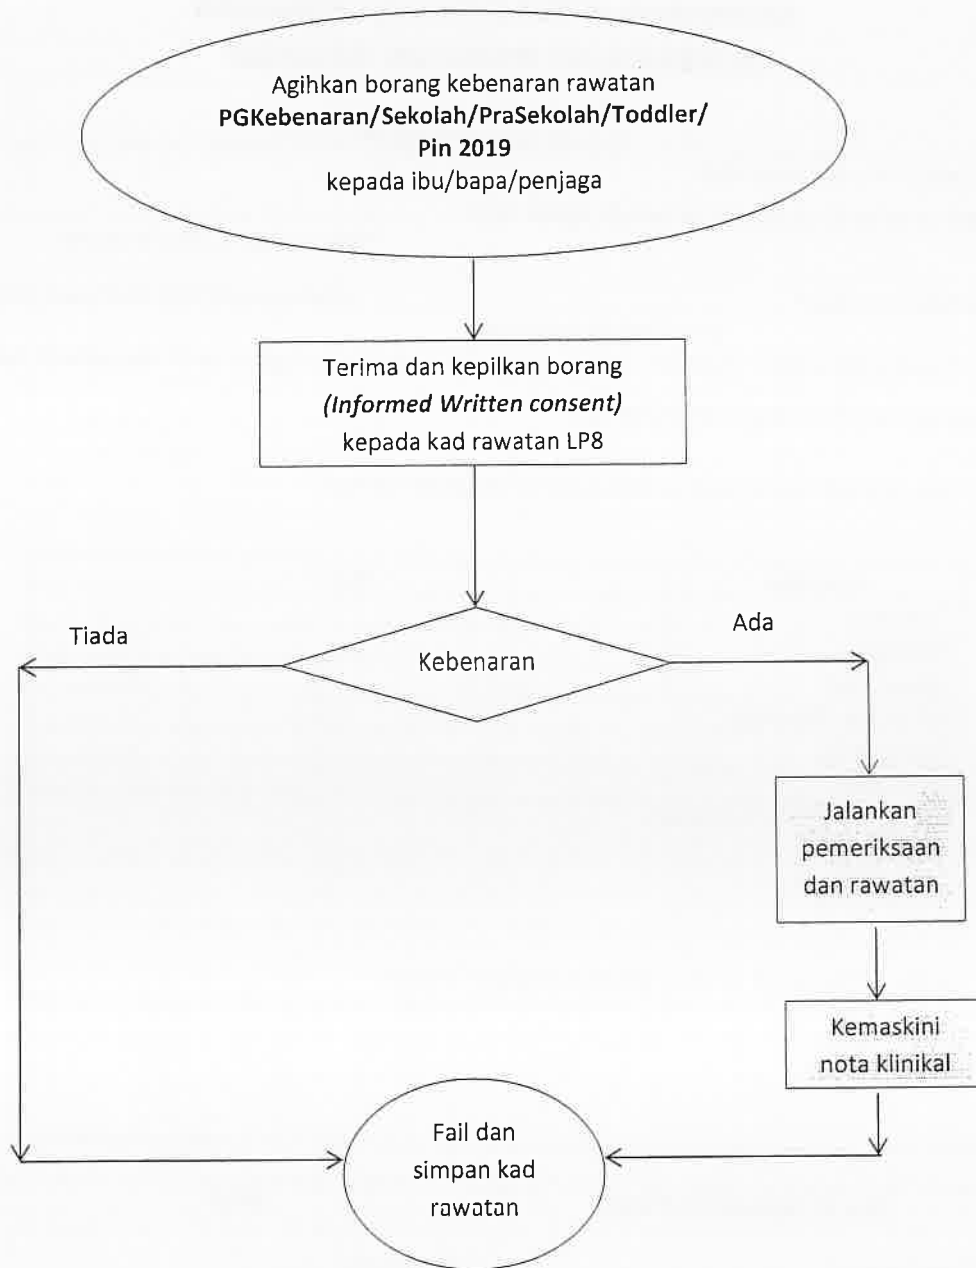 Agihkan borang kebenaran rawatan
PGKebenaran/Sekolah/PraSekolah/Toddler/
Pin 2019
kepada ibu/bapa/penjaga
Terima dan kepilkan borang
(Informed Written consent)
kepada kad rawatan LP8
Tiada
Kebenaran
Ada
Jalankan
pemeriksaan
dan rawatan
Kemaskini
nota klinikal
Fail dan
simpan kad
rawatan